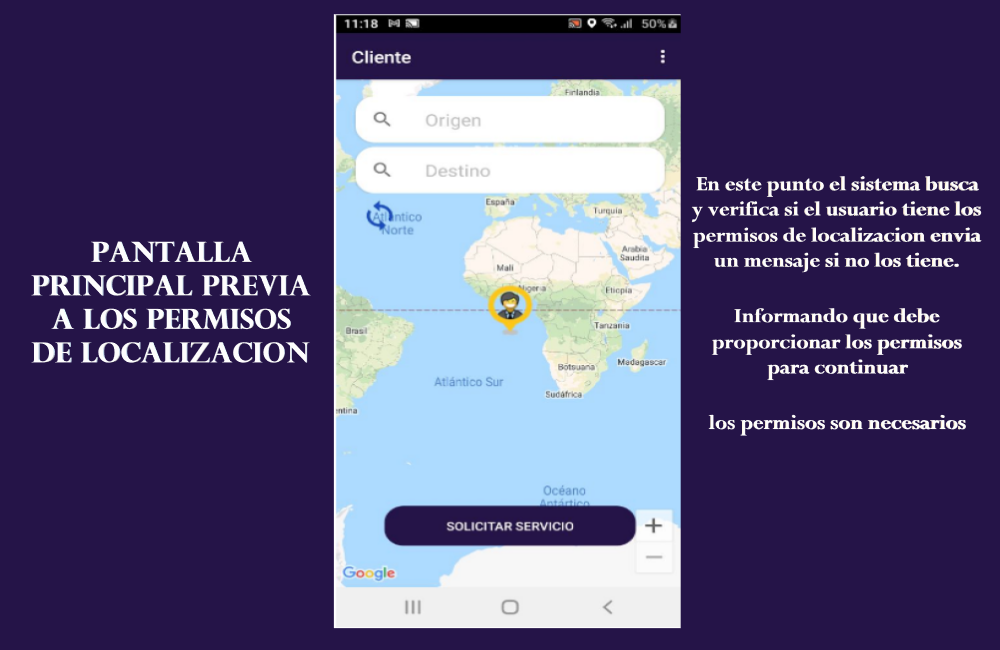 PANTALLA
PRINCIPAL PREVIA
A LOS PERMISOS
DE LOCALIZACION
11:18
50%
Cliente
Origen
Destino
Finlandia
España
Turquía
Atlántico
Norte
Arabia
Saudita
Malí
Nigeria
Etiopía
Brasil
Tanzania
Madagascar
Botsuana
Atlántico Sur
Sudáfrica
entina
Océano
Antártico
SOLICITAR SERVICIO
Google
En este punto el sistema busca
y verifica si el usuario tiene los
permisos de localizacion envia
un mensaje si no los tiene.
Informando que debe
proporcionar los permisos
para continuar
los permisos son necesarios